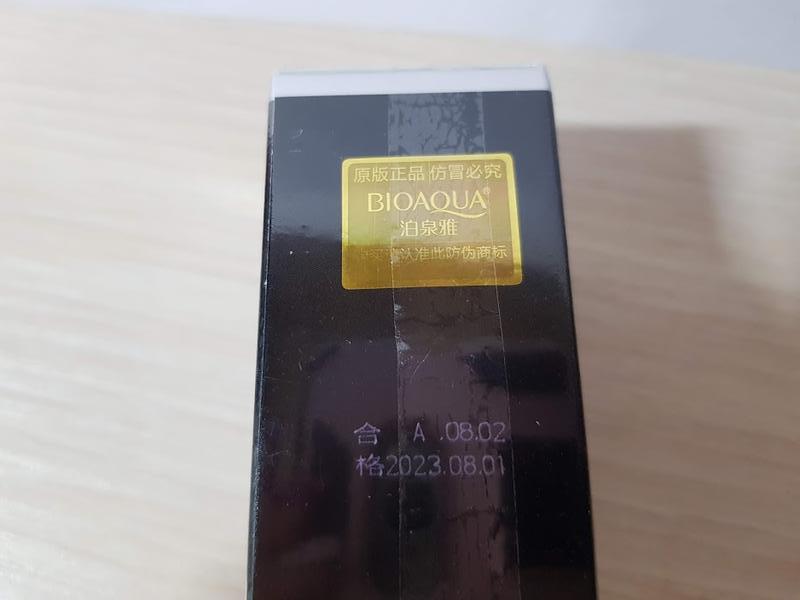 原版正品 仿冒必究
BIOAQUA®
泊泉雅
认准此防伪商标
合 A .08.02
格2023.08.01